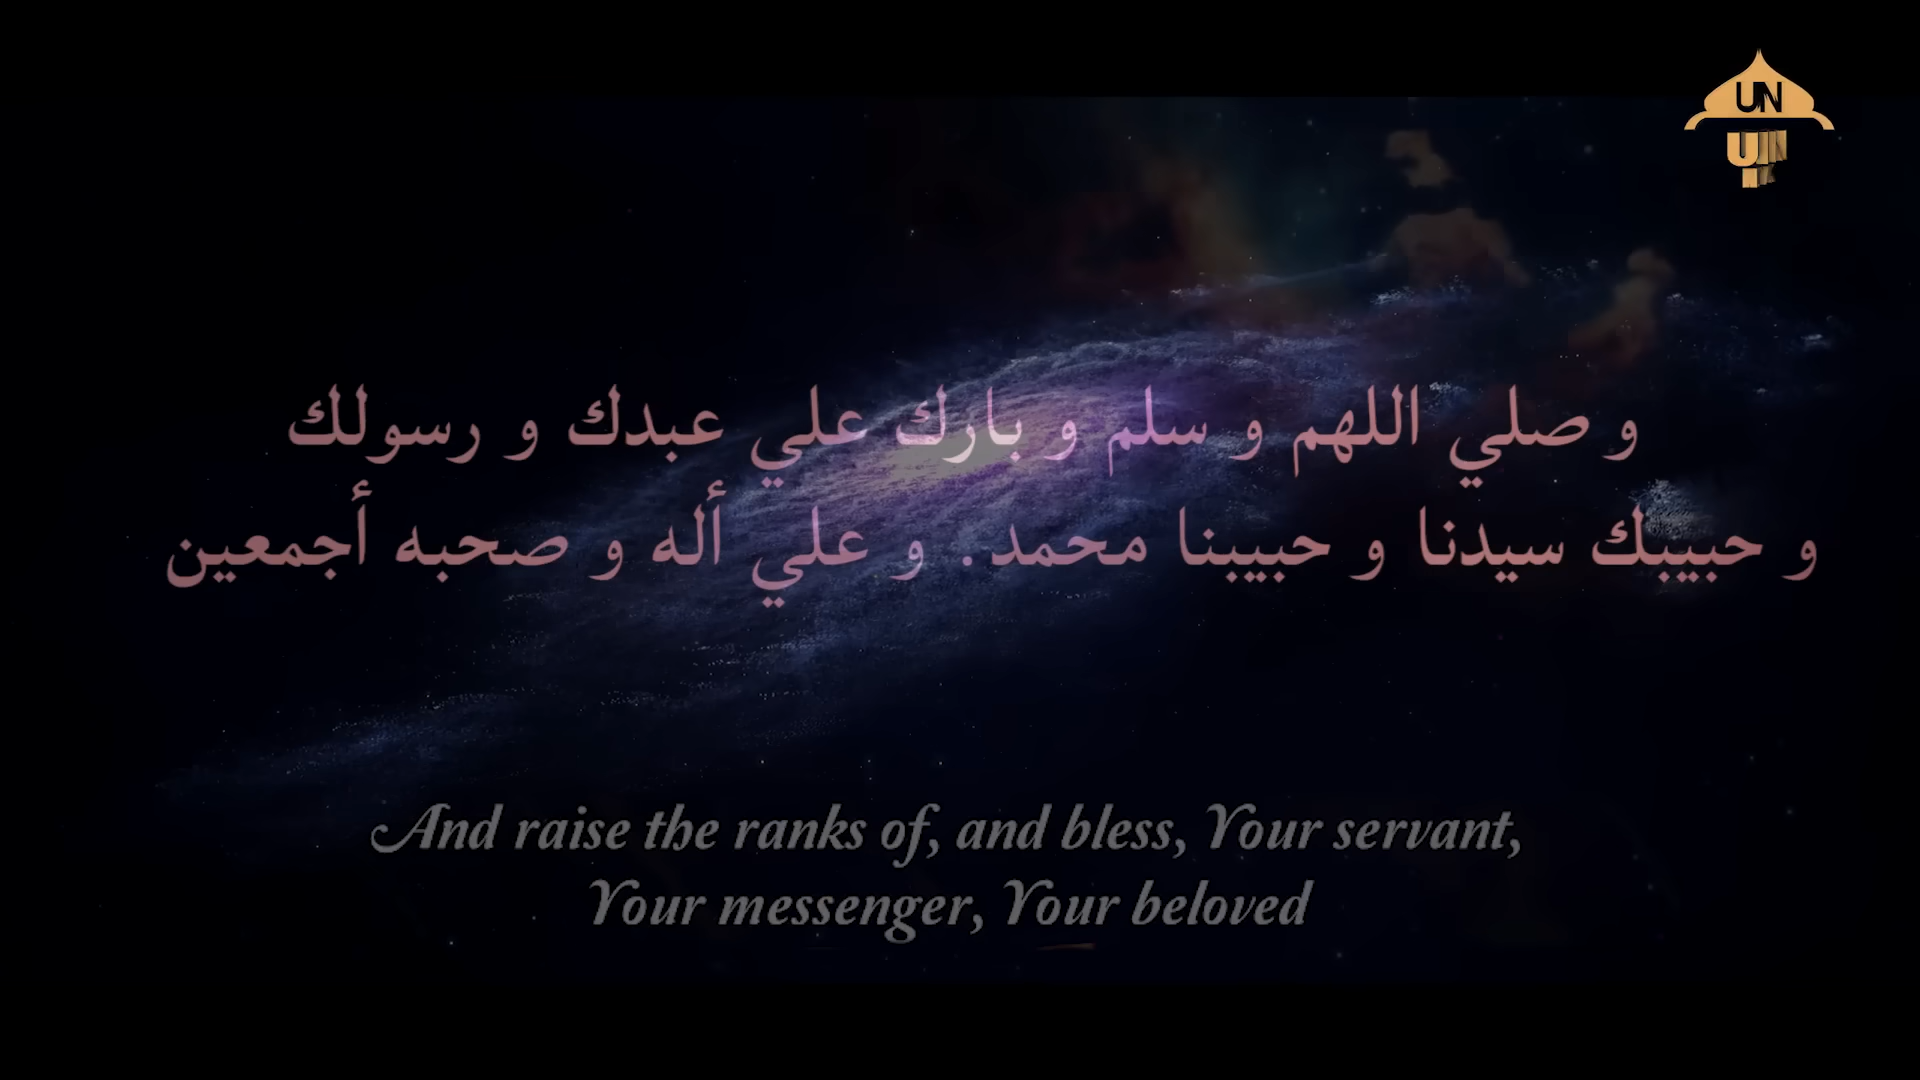 UN
و صلي اللهم و سلم و بارك علي عبدك و رسولك
و حبيبك سيدنا و حبيبنا محمد. و علي أله و صحبه أجمعين
And raise the ranks of, and bless, Your servant,
Your messenger, Your beloved